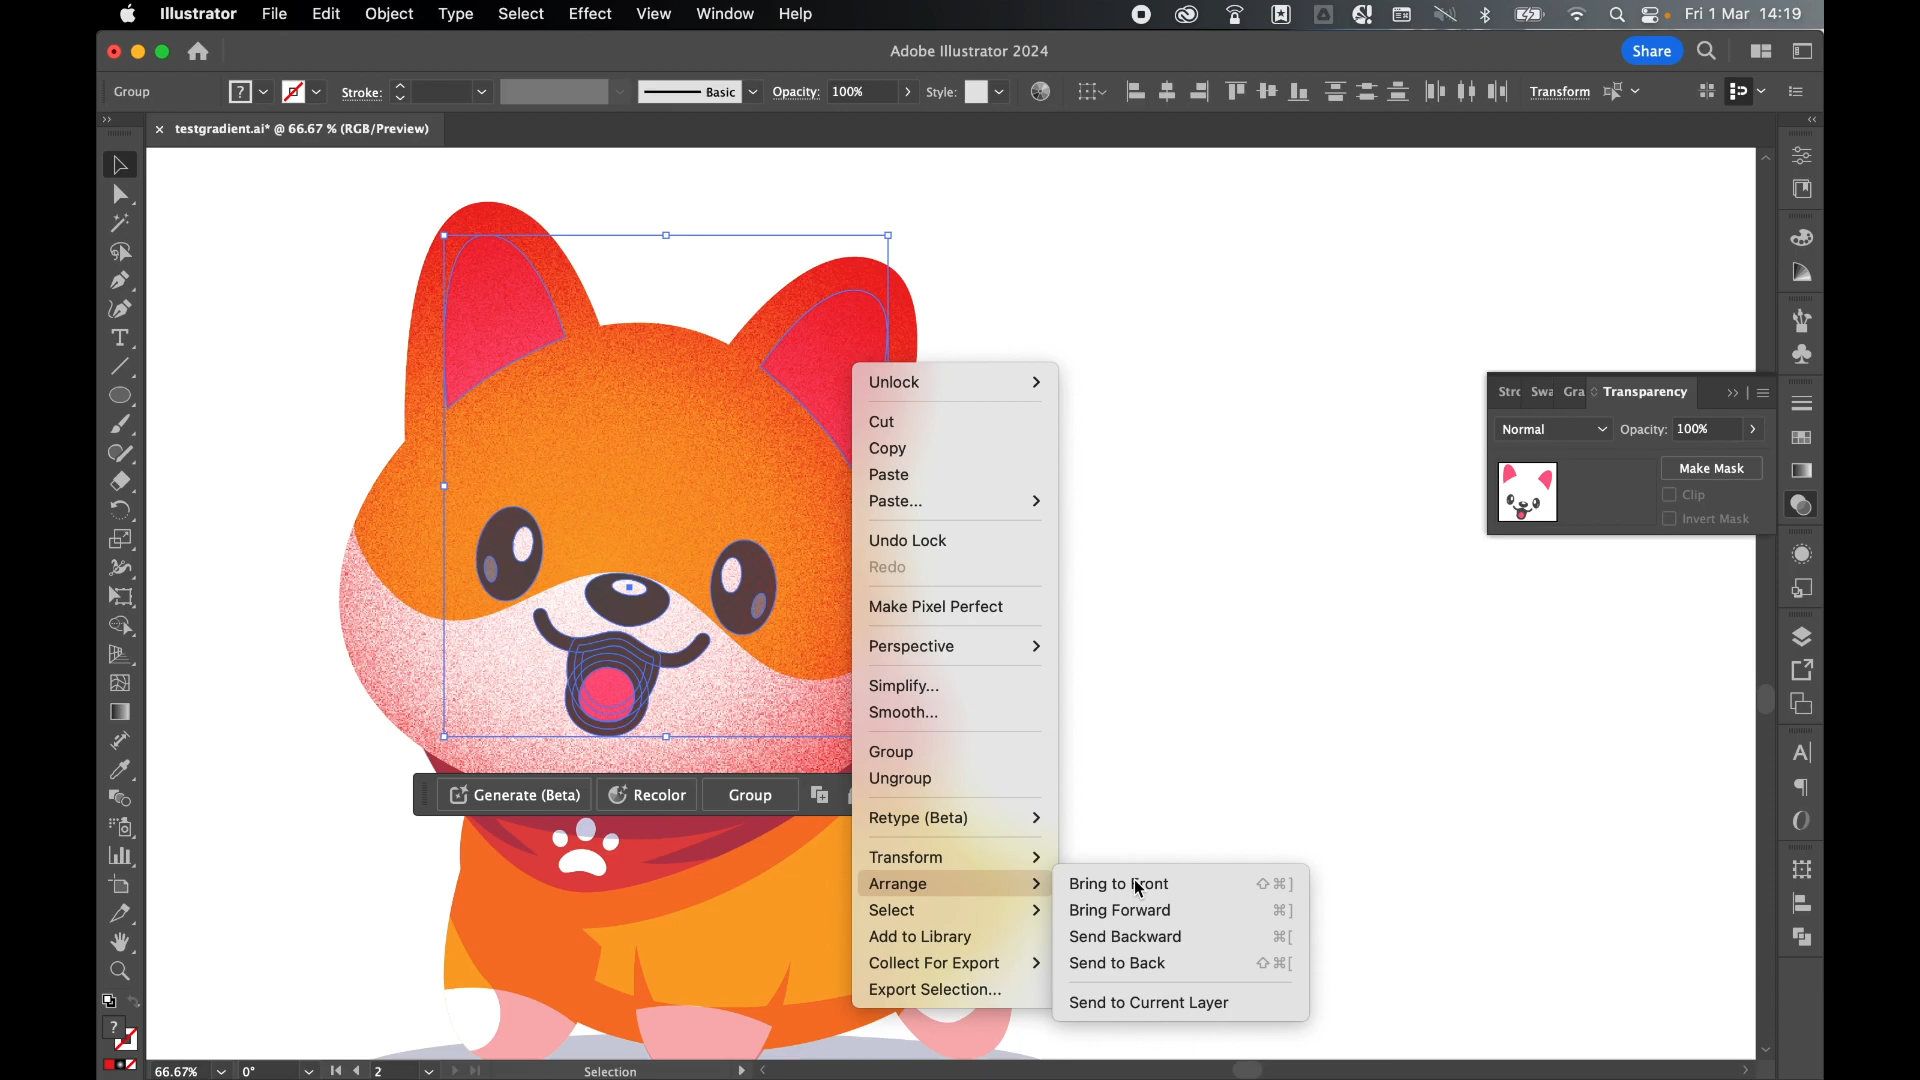 Illustrator File Edit Object Type Select Effect View Window Help
Fri 1 Mar 14:19
Adobe Illustrator 2024
Share
Group
?
Stroke:
Basic
Opacity: 100%
Style:
Transform
× testgradient.ai* @ 66.67 % (RGB/Preview)
Unlock
Cut
Copy
Paste
Paste...
Undo Lock
Redo
Make Pixel Perfect
Perspective
Simplify...
Smooth...
Group
Ungroup
Retype (Beta)
Transform
Arrange
Select
Add to Library
Collect For Export
Export Selection...
Bring to Front ⇧⌘]
Bring Forward ⌘]
Send Backward ⌘[
Send to Back ⇧⌘[
Send to Current Layer
Generate (Beta)
Recolor
Group
Strc Swa Gra Transparency
Normal
Opacity: 100%
Make Mask
Clip
Invert Mask
?
66.67%
0°
2
Selection